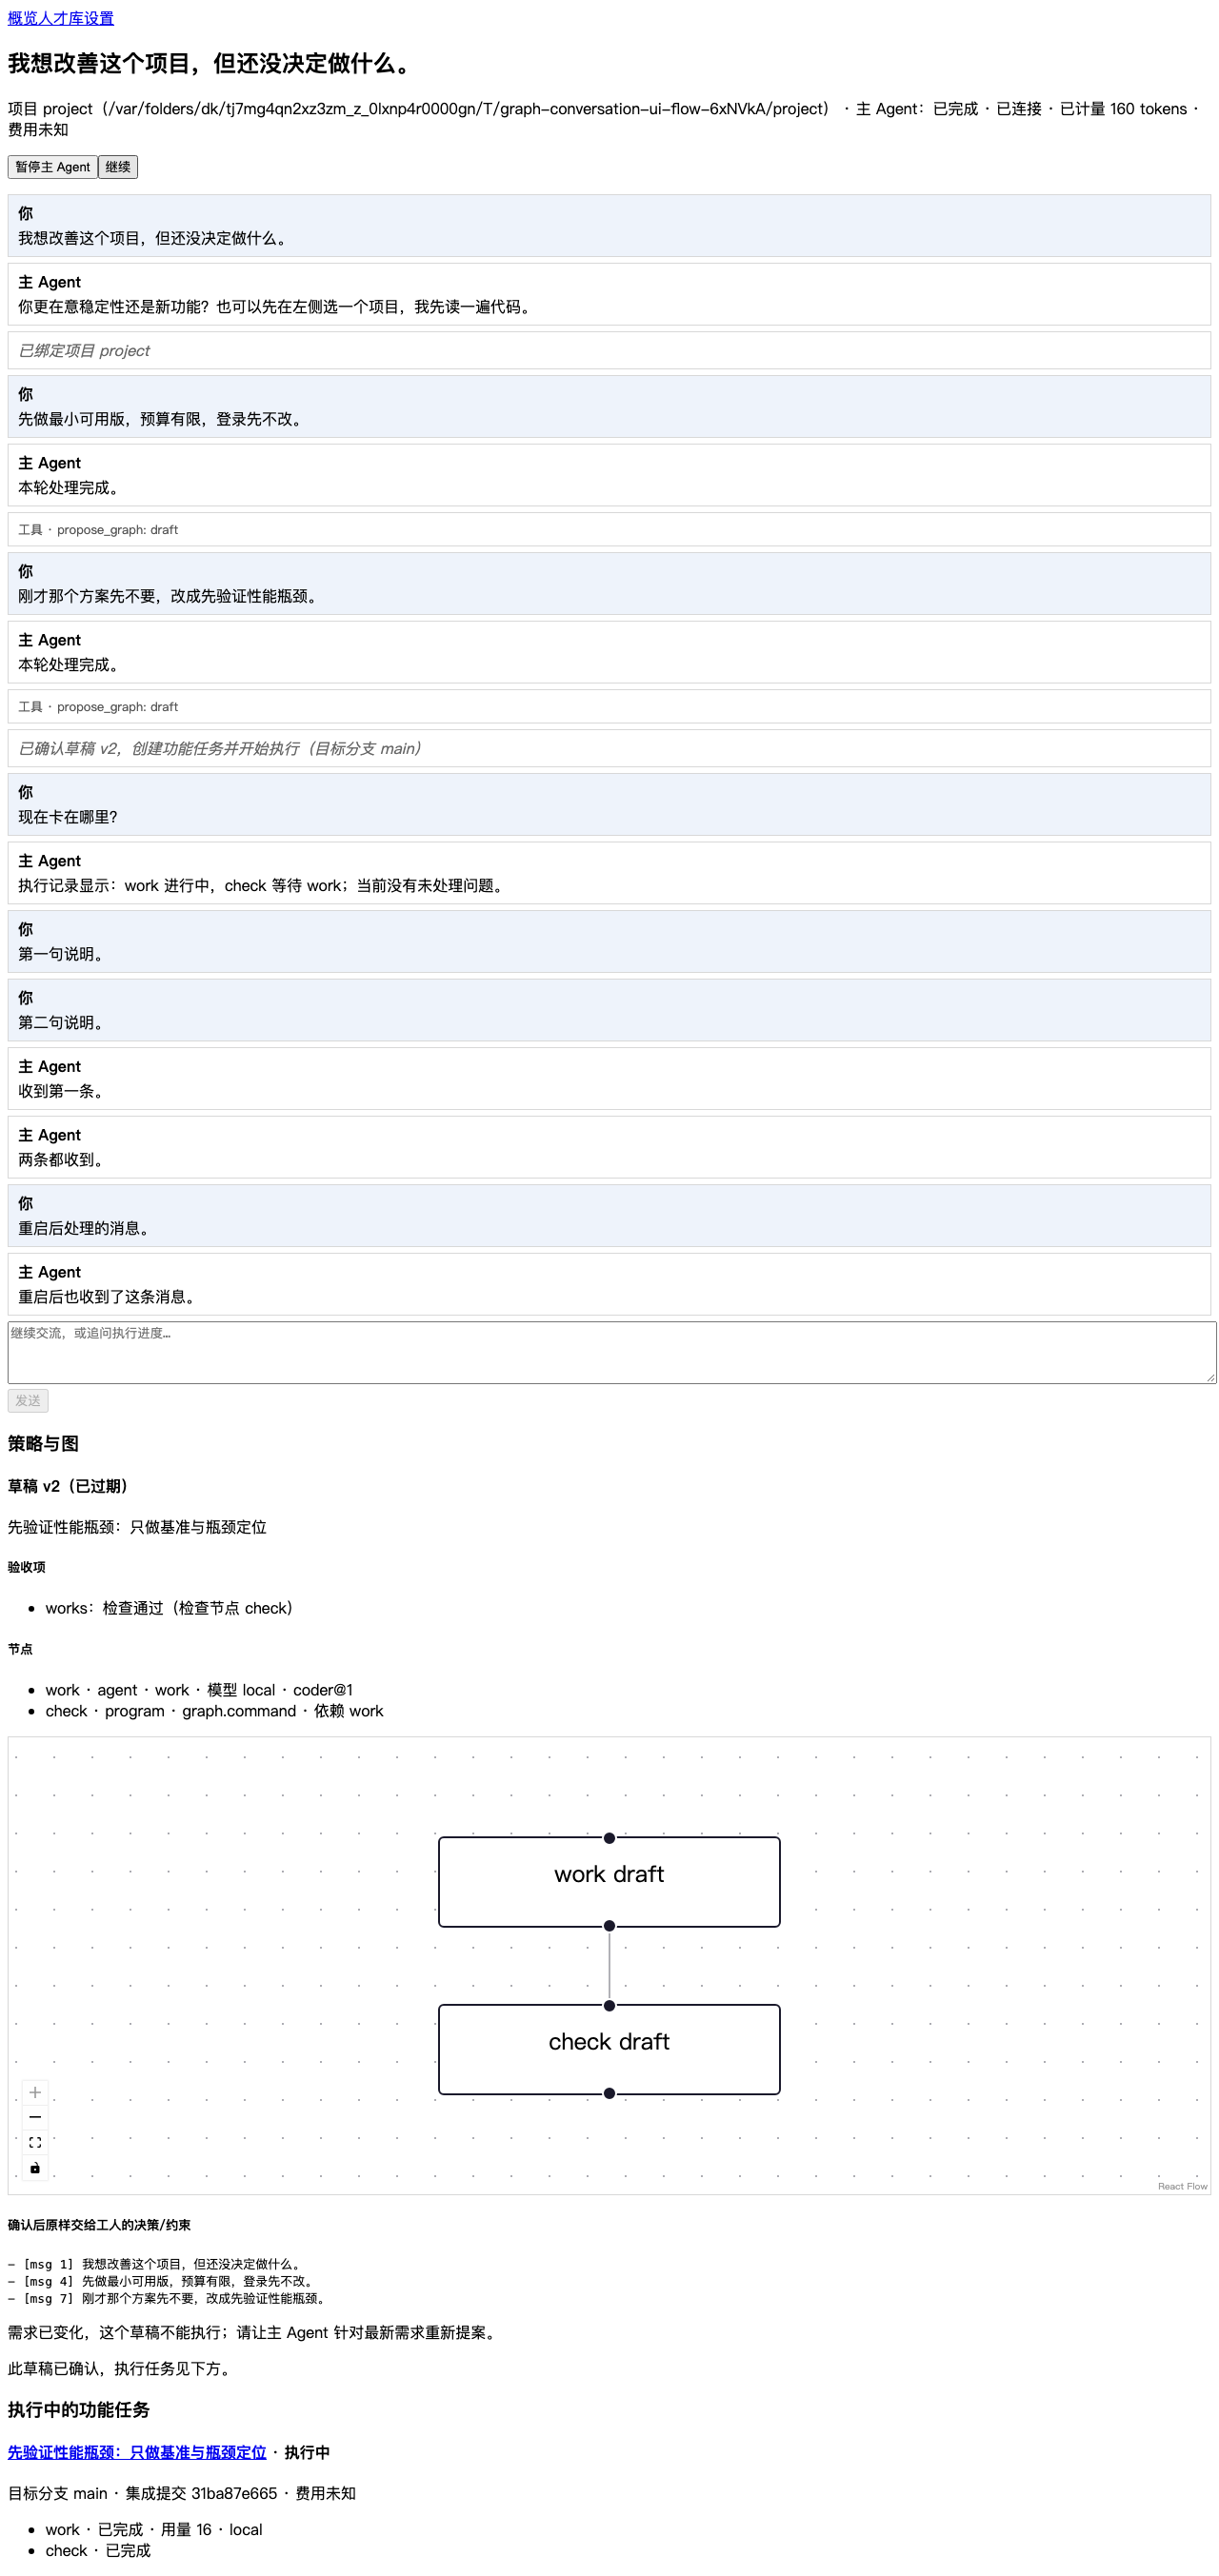 概览人才库设置
我想改善这个项目，但还没决定做什么。
项目 project（/var/folders/dk/tj7mg4qn2xz3zm_z_0lxnp4r0000gn/T/graph-conversation-ui-flow-6xNVkA/project） · 主 Agent：已完成 · 已连接 · 已计量 160 tokens ·
费用未知
暂停主 Agent 继续
你
我想改善这个项目，但还没决定做什么。
主 Agent
你更在意稳定性还是新功能？也可以先在左侧选一个项目，我先读一遍代码。
已绑定项目 project
你
先做最小可用版，预算有限，登录先不改。
主 Agent
本轮处理完成。
工具 · propose_graph: draft
你
刚才那个方案先不要，改成先验证性能瓶颈。
主 Agent
本轮处理完成。
工具 · propose_graph: draft
已确认草稿 v2，创建功能任务并开始执行（目标分支 main）
你
现在卡在哪里？
主 Agent
执行记录显示：work 进行中，check 等待 work；当前没有未处理问题。
你
第一句说明。
你
第二句说明。
主 Agent
收到第一条。
主 Agent
两条都收到。
你
重启后处理的消息。
主 Agent
重启后也收到了这条消息。
继续交流，或追问执行进度…
发送
策略与图
草稿 v2（已过期）
先验证性能瓶颈：只做基准与瓶颈定位
验收项
• works：检查通过（检查节点 check）
节点
• work · agent · work · 模型 local · coder@1
• check · program · graph.command · 依赖 work
work draft
check draft
React Flow
确认后原样交给工人的决策/约束
– [msg 1] 我想改善这个项目，但还没决定做什么。
– [msg 4] 先做最小可用版，预算有限，登录先不改。
– [msg 7] 刚才那个方案先不要，改成先验证性能瓶颈。
需求已变化，这个草稿不能执行；请让主 Agent 针对最新需求重新提案。
此草稿已确认，执行任务见下方。
执行中的功能任务
先验证性能瓶颈：只做基准与瓶颈定位 · 执行中
目标分支 main · 集成提交 31ba87e665 · 费用未知
• work · 已完成 · 用量 16 · local
• check · 已完成